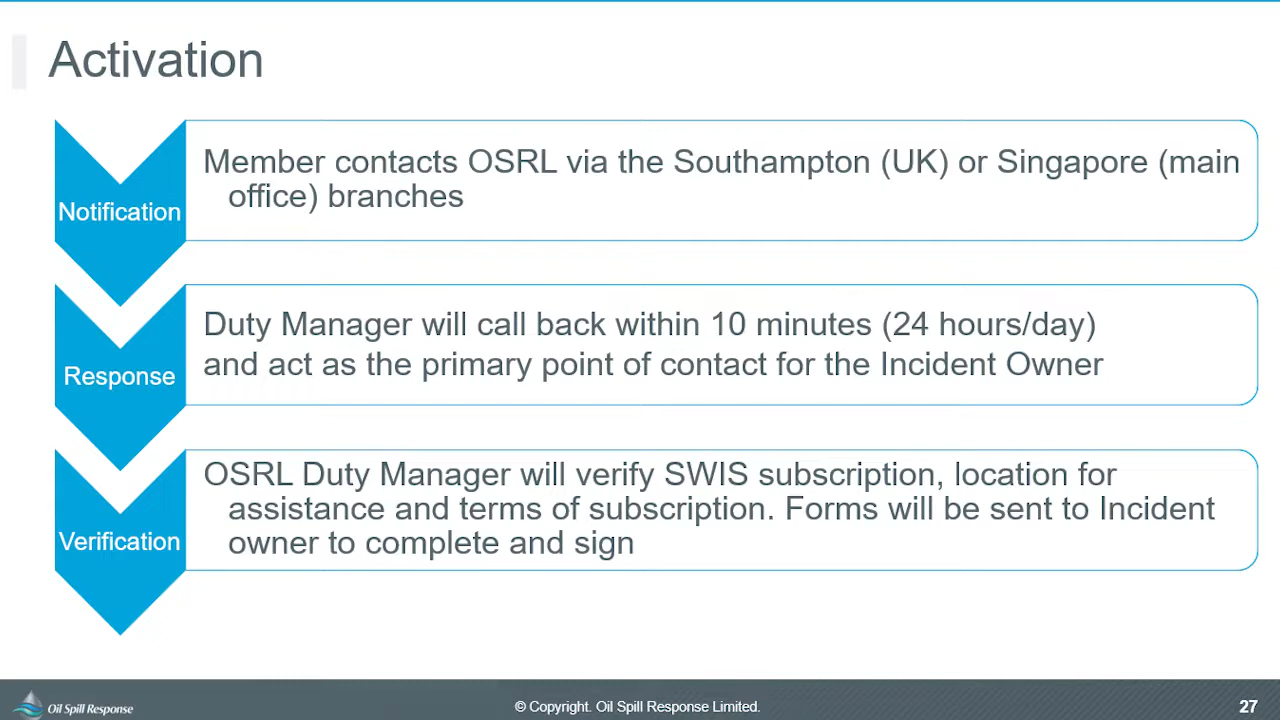 Activation
Notification
Member contacts OSRL via the Southampton (UK) or Singapore (main
office) branches
Response
Duty Manager will call back within 10 minutes (24 hours/day)
and act as the primary point of contact for the Incident Owner
Verification
OSRL Duty Manager will verify SWIS subscription, location for
assistance and terms of subscription. Forms will be sent to Incident
owner to complete and sign
Oil Spill Response
© Copyright. Oil Spill Response Limited.
27